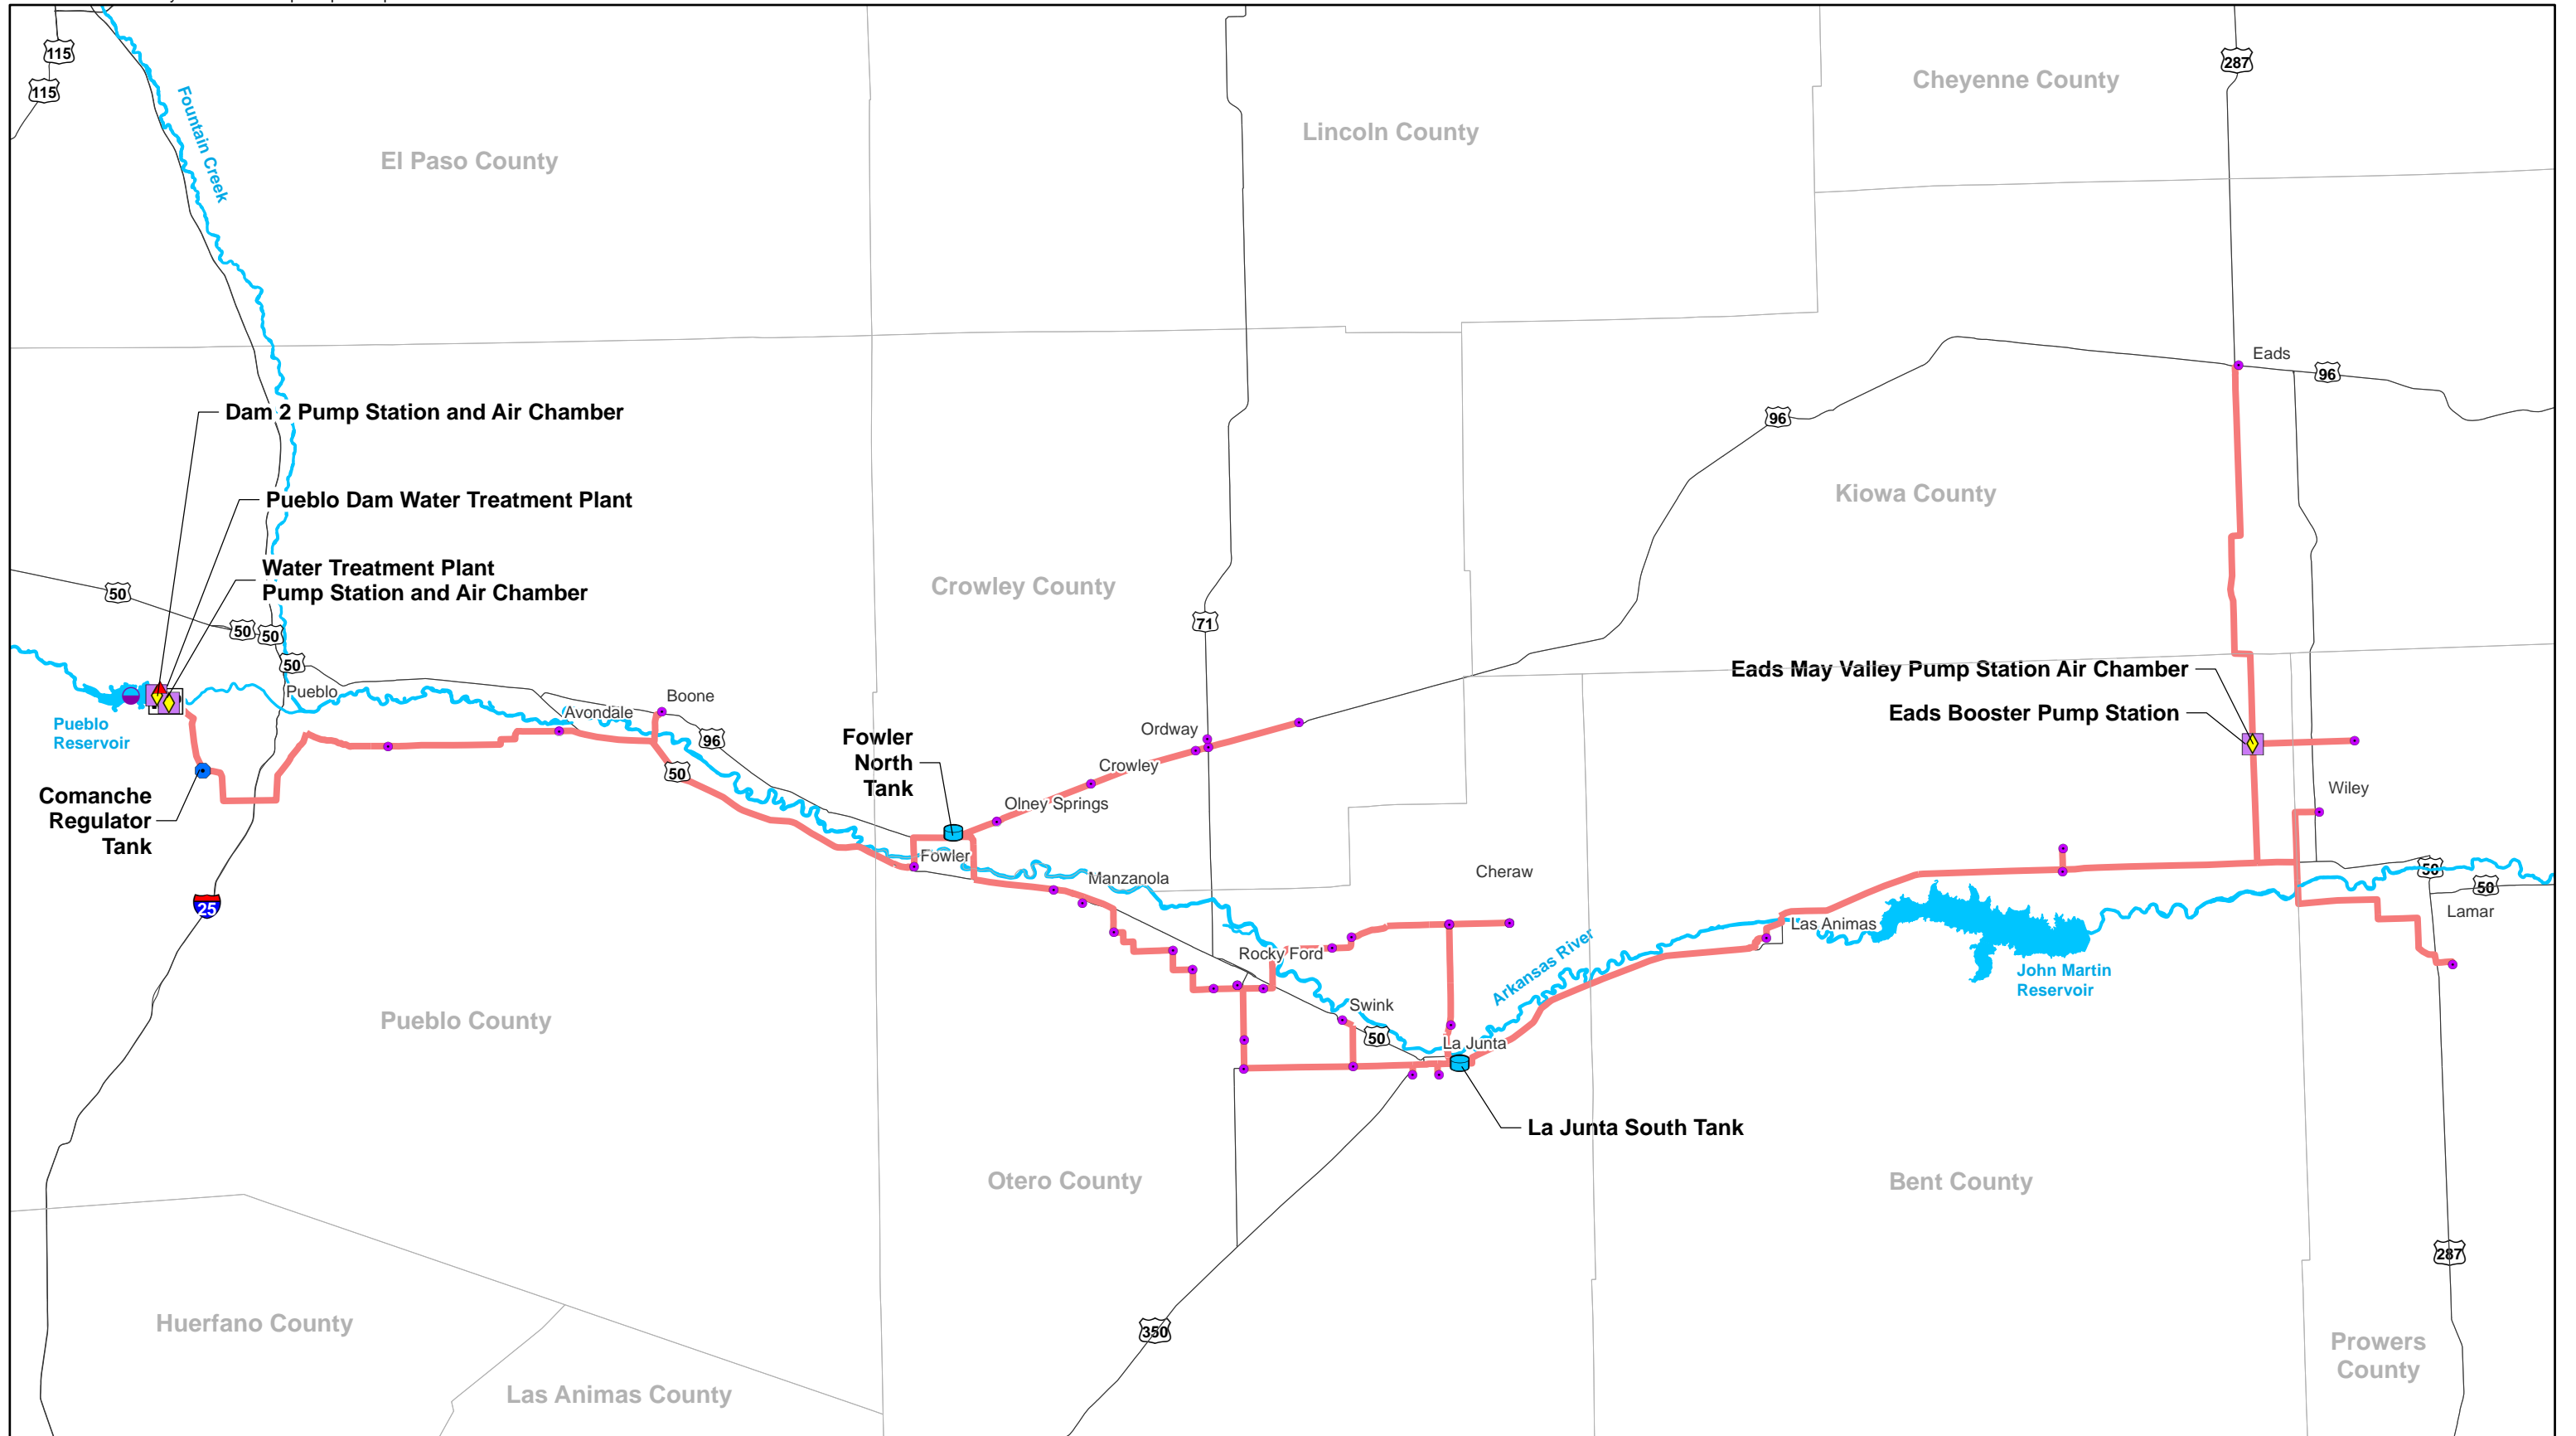 115
115
Fountain Creek
El Paso County
Lincoln County
Cheyenne County
287
Eads
96
96
Kiowa County
Dam 2 Pump Station and Air Chamber
Pueblo Dam Water Treatment Plant
Water Treatment Plant
Pump Station and Air Chamber
50
50
50
50
Crowley County
71
Pueblo
Pueblo
Reservoir
Avondale
Boone
96
50
Comanche
Regulator
Tank
25
Fowler
North
Tank
Ordway
Crowley
Olney Springs
Fowler
Manzanola
Cheraw
Rocky Ford
Swink
50
La Junta
Arkansas River
La Junta South Tank
Eads May Valley Pump Station Air Chamber
Eads Booster Pump Station
Wiley
50
50
Lamar
Las Animas
John Martin
Reservoir
Pueblo County
Otero County
Bent County
287
350
Huerfano County
Las Animas County
Prowers
County